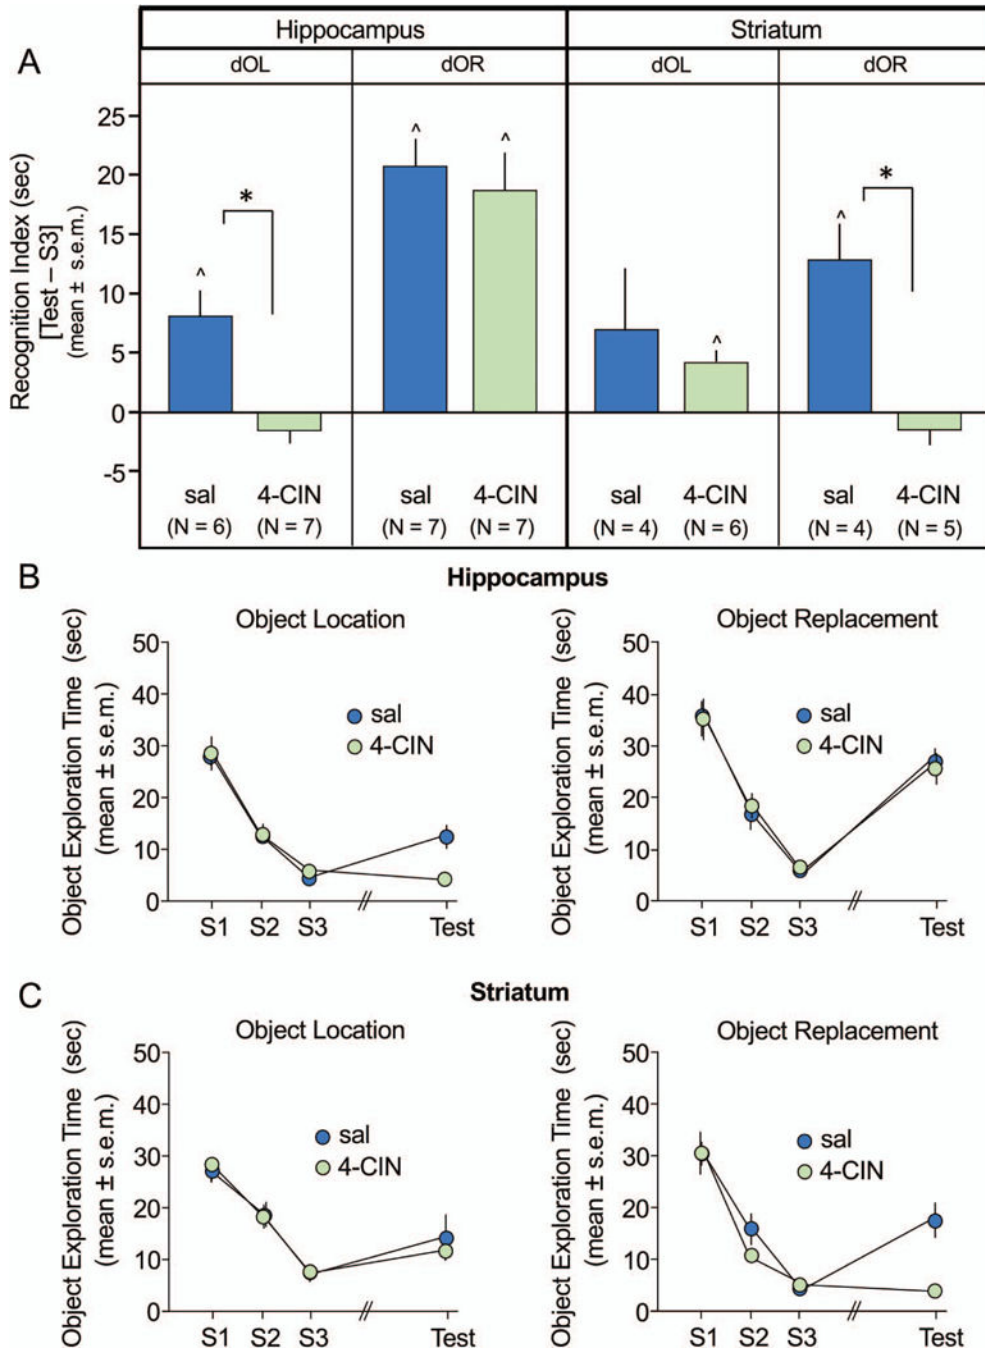 A
Hippocampus
Striatum
dOL
dOR
dOL
dOR
Recognition Index (sec)
[Test – S3]
(mean ± s.e.m.)
25
20
15
10
5
0
-5
^
*
^
^
^
^
*
sal
4-CIN
sal
4-CIN
sal
4-CIN
sal
4-CIN
(N = 6)
(N = 7)
(N = 7)
(N = 7)
(N = 4)
(N = 6)
(N = 4)
(N = 5)
B
Hippocampus
Object Location
Object Exploration Time (sec)
(mean ± s.e.m.)
50
40
30
20
10
0
sal
4-CIN
S1
S2
S3
//
Test
Object Replacement
Object Exploration Time (sec)
(mean ± s.e.m.)
50
40
30
20
10
0
sal
4-CIN
S1
S2
S3
//
Test
C
Striatum
Object Location
Object Exploration Time (sec)
(mean ± s.e.m.)
50
40
30
20
10
0
sal
4-CIN
S1
S2
S3
//
Test
Object Replacement
Object Exploration Time (sec)
(mean ± s.e.m.)
50
40
30
20
10
0
sal
4-CIN
S1
S2
S3
//
Test